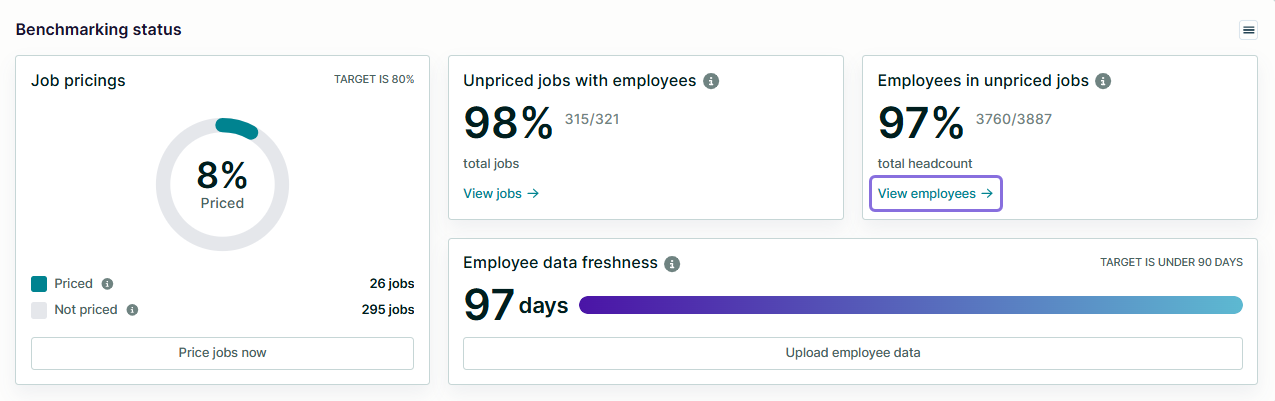 Benchmarking status
Job pricings
TARGET IS 80%
8%
Priced
Priced 26 jobs
Not priced 295 jobs
Price jobs now
Unpriced jobs with employees
98% 315/321
total jobs
View jobs →
Employees in unpriced jobs
97% 3760/3887
total headcount
View employees →
Employee data freshness
TARGET IS UNDER 90 DAYS
97 days
Upload employee data